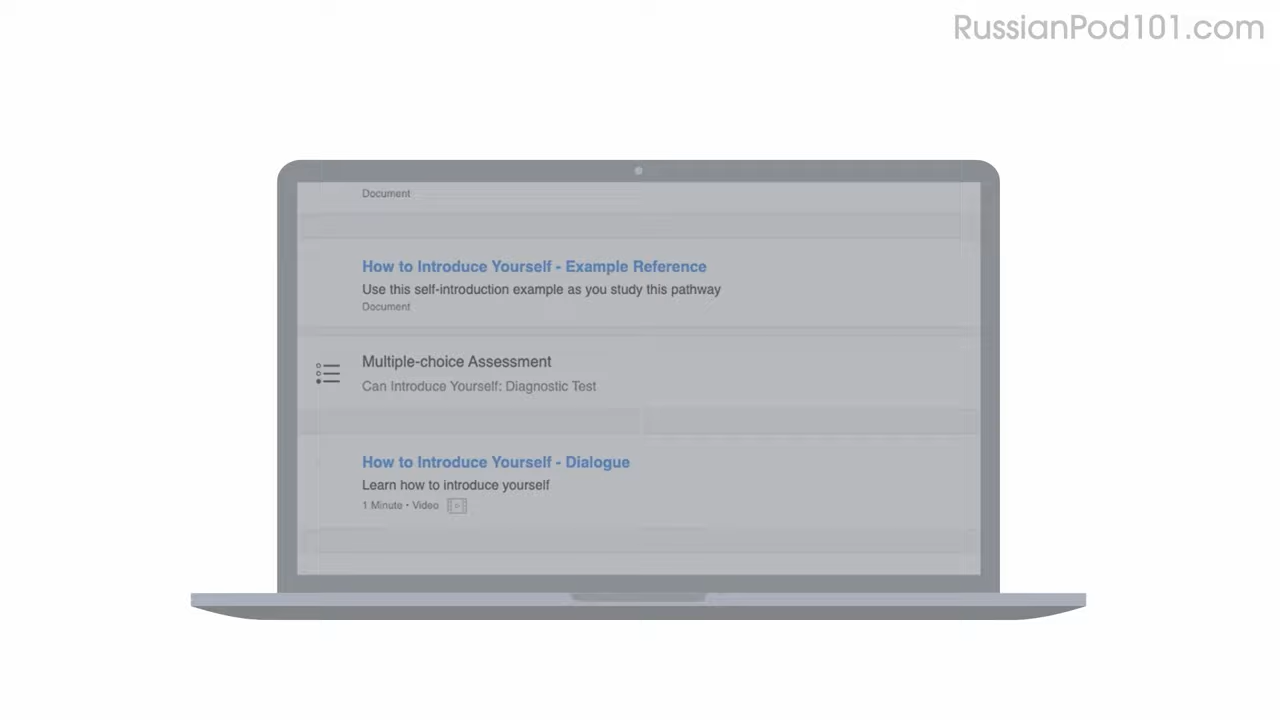 RussianPod101.com
Document
How to Introduce Yourself - Example Reference
Use this self-introduction example as you study this pathway
Document
Multiple-choice Assessment
Can Introduce Yourself: Diagnostic Test
How to Introduce Yourself - Dialogue
Learn how to introduce yourself
1 Minute • Video